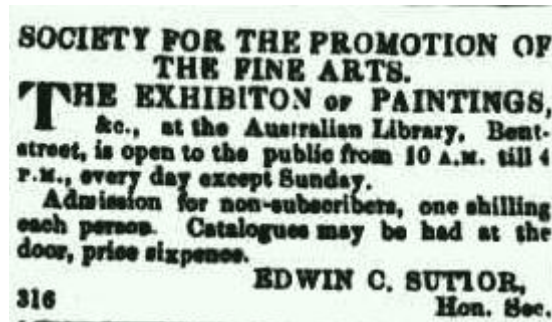 SOCIETY FOR THE PROMOTION OF
THE FINE ARTS.
THE EXHIBITON OF PAINTINGS,
&c., at the Australian Library, Bent-
street, is open to the public from 10 A.M. till 4
P.M., every day except Sunday.
Admission for non-subscribers, one shilling
each person. Catalogues may be had at the
door, price sixpence.
EDWIN C. SUTIOR,
316 Hon. Sec.